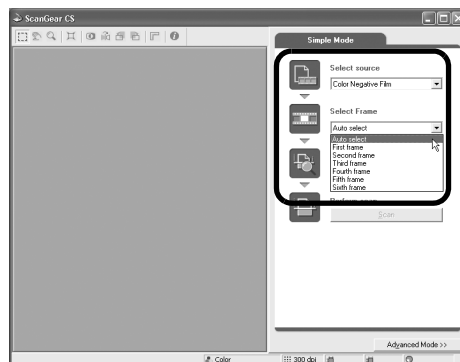 ScanGear CS
Simple Mode
Select source
Color Negative Film
Select Frame
Auto select
Auto select
First frame
Second frame
Third frame
Fourth frame
Fifth frame
Sixth frame
Scan
Advanced Mode >>
Color
300 dpi